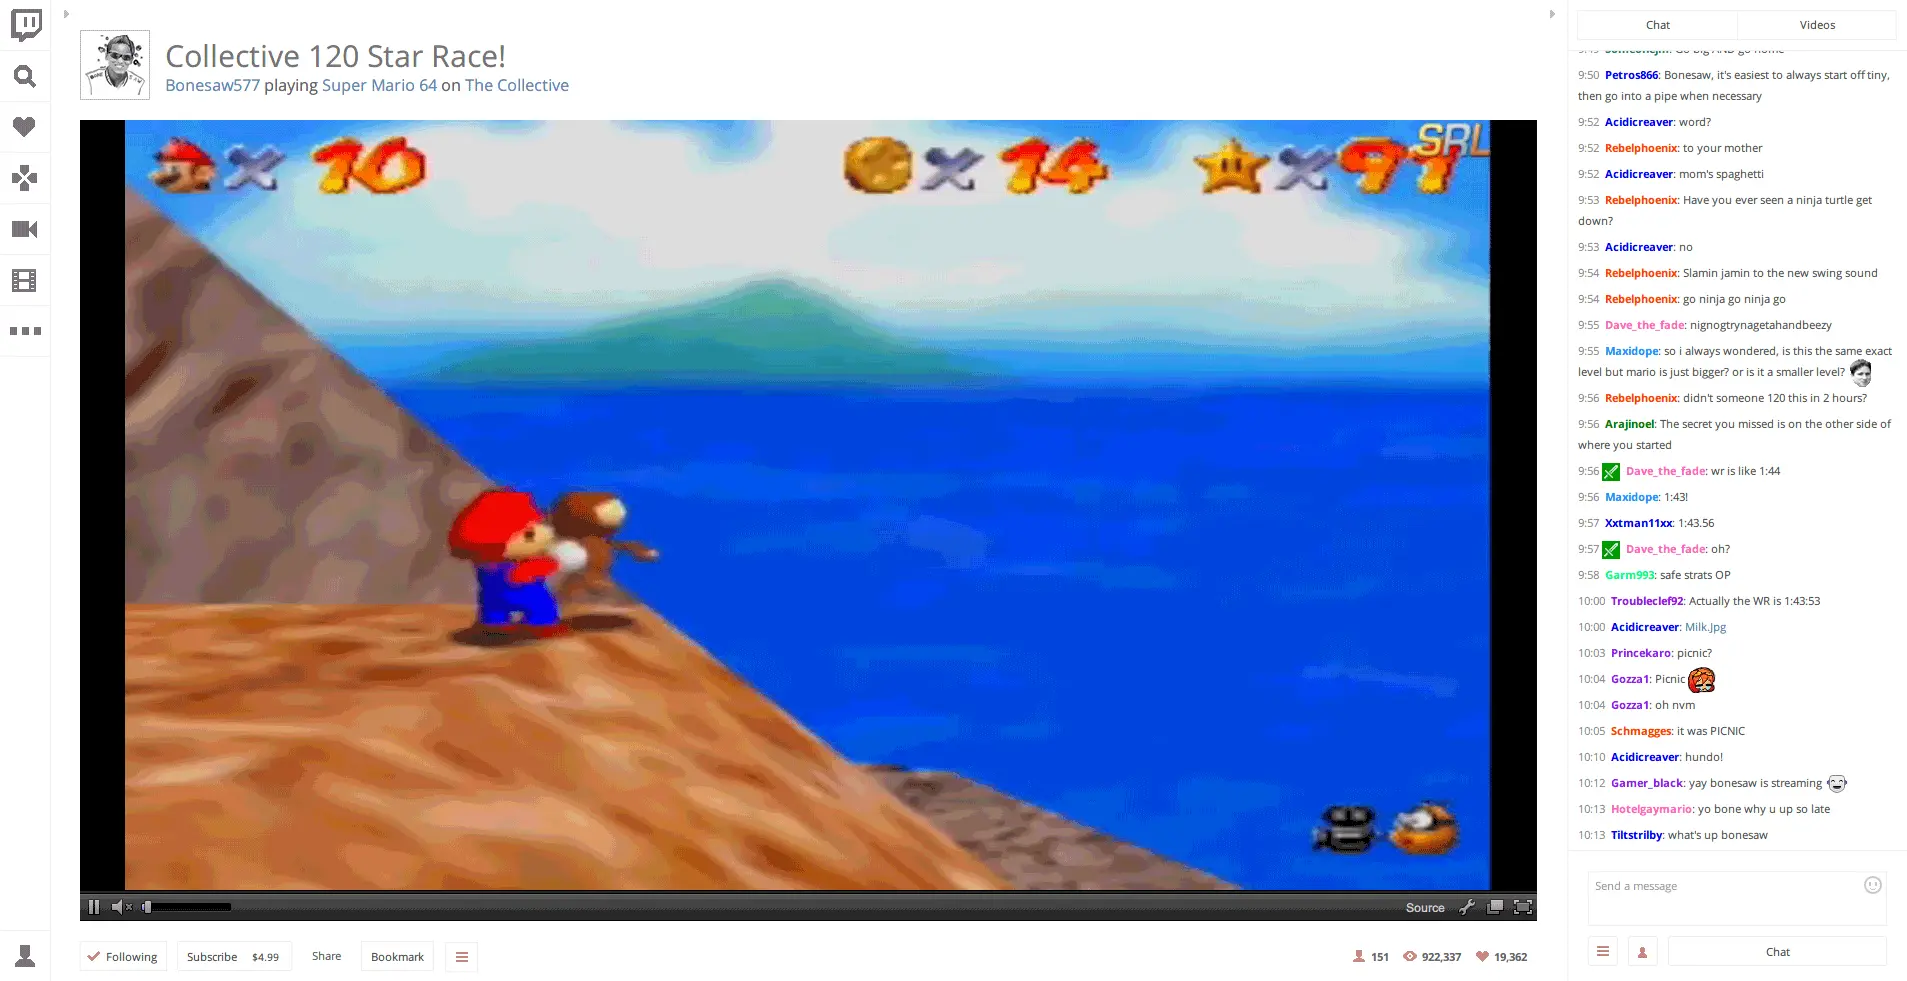 Collective 120 Star Race!
Bonesaw577 playing Super Mario 64 on The Collective
× 10
× 14
× 91
SRL
Source
Following
Subscribe $4.99
Share
Bookmark
151
922,337
19,362
Chat
Videos
9:50 Petros866: Bonesaw, it's easiest to always start off tiny,
then go into a pipe when necessary
9:52 Acidicreaver: word?
9:52 Rebelphoenix: to your mother
9:52 Acidicreaver: mom's spaghetti
9:53 Rebelphoenix: Have you ever seen a ninja turtle get
down?
9:53 Acidicreaver: no
9:54 Rebelphoenix: Slamin jamin to the new swing sound
9:54 Rebelphoenix: go ninja go ninja go
9:55 Dave_the_fade: nignogtrynagetahandbeezy
9:55 Maxidope: so i always wondered, is this the same exact
level but mario is just bigger? or is it a smaller level?
9:56 Rebelphoenix: didn't someone 120 this in 2 hours?
9:56 Arajinoel: The secret you missed is on the other side of
where you started
9:56 Dave_the_fade: wr is like 1:44
9:56 Maxidope: 1:43!
9:57 Xxtman11xx: 1:43.56
9:57 Dave_the_fade: oh?
9:58 Garm993: safe strats OP
10:00 Troubleclef92: Actually the WR is 1:43:53
10:00 Acidicreaver: Milk.Jpg
10:03 Princekaro: picnic?
10:04 Gozza1: Picnic
10:04 Gozza1: oh nvm
10:05 Schmagges: it was PICNIC
10:10 Acidicreaver: hundo!
10:12 Gamer_black: yay bonesaw is streaming
10:13 Hotelgaymario: yo bone why u up so late
10:13 Tiltstrilby: what's up bonesaw
Send a message
Chat